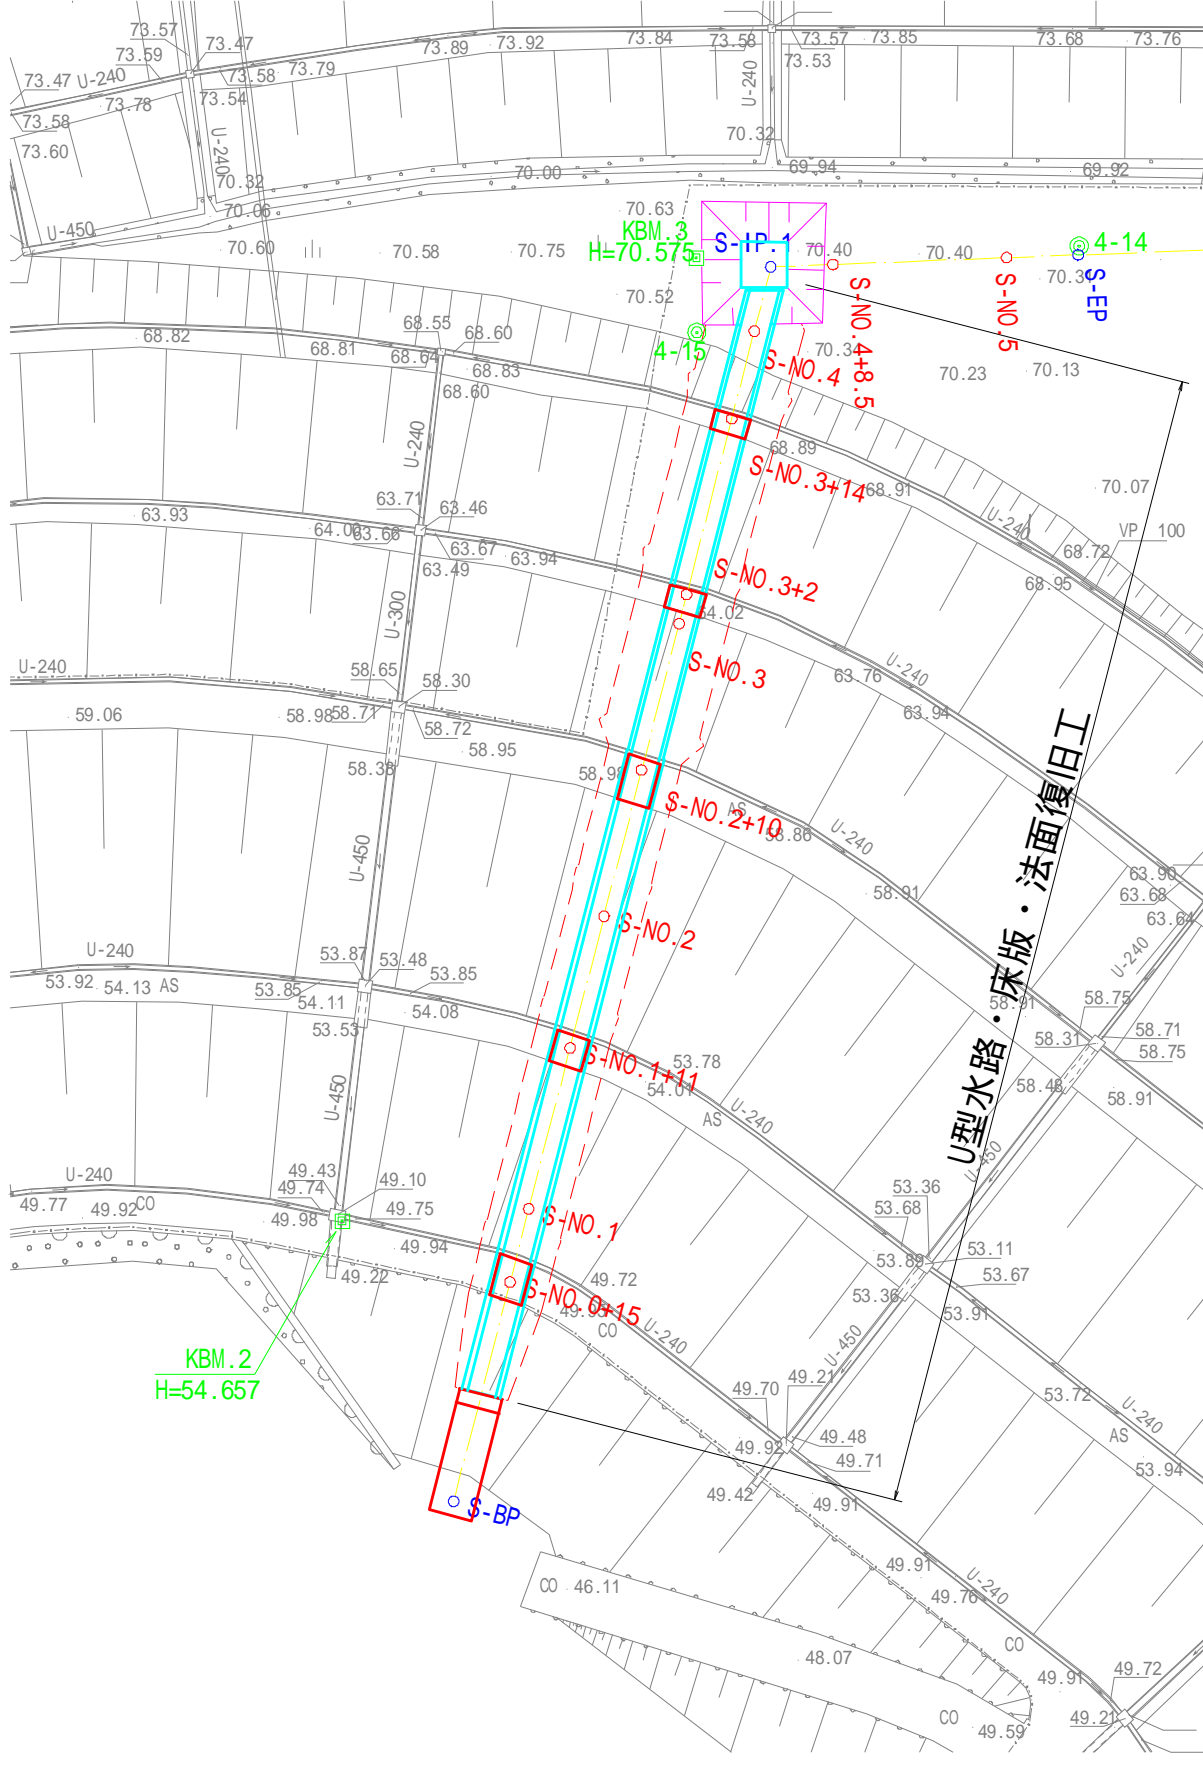 73.57
73.59
73.47
73.89
73.92
73.84
73.58
73.57
73.85
73.68
73.76
73.47
U-240
73.58
73.79
73.53
U-240
73.54
73.78
73.58
73.60
U-240
70.32
70.32
70.06
70.00
69.94
69.92
U-450
70.63
70.60
70.58
70.75
KBM.3
H=70.575
S-IP.1
70.40
70.40
4-14
70.31
S-EP
70.52
S-NO.4+8.5
S-NO.5
68.82
68.81
68.55
68.60
68.64
68.83
68.60
4-15
70.34
S-NO.4
70.23
70.13
U-240
68.89
S-NO.3+14
68.91
70.07
63.71
63.46
63.93
64.00
63.66
63.67
63.94
63.49
U-240
68.72
VP 100
68.95
S-NO.3+2
64.02
U-300
S-NO.3
63.76
U-240
63.94
U-240
58.65
58.30
59.06
58.98
58.71
58.72
58.95
58.38
58.98
S-NO.2+10
AS
58.86
U-240
U型水路・床版・法面復旧工
U-450
58.91
63.90
63.68
63.64
S-NO.2
U-240
53.87
53.48
53.85
53.92
54.13
AS
53.85
54.11
54.08
53.53
U-240
58.91
58.75
58.71
58.31
58.75
58.48
58.91
S-NO.1+11
53.78
54.01
AS
U-240
U-450
U-450
U-240
49.43
49.10
49.74
49.75
49.77
49.92
CO
49.98
49.94
49.22
S-NO.1
53.36
53.68
53.11
53.89
53.67
53.36
53.91
49.72
S-NO.0+15
CO
U-240
U-450
KBM.2
H=54.657
49.21
49.70
53.72
U-240
AS
53.94
49.92
49.48
49.71
49.42
49.91
S-BP
CO
46.11
49.91
49.76
U-240
CO
48.07
49.91
49.72
CO
49.59
49.21